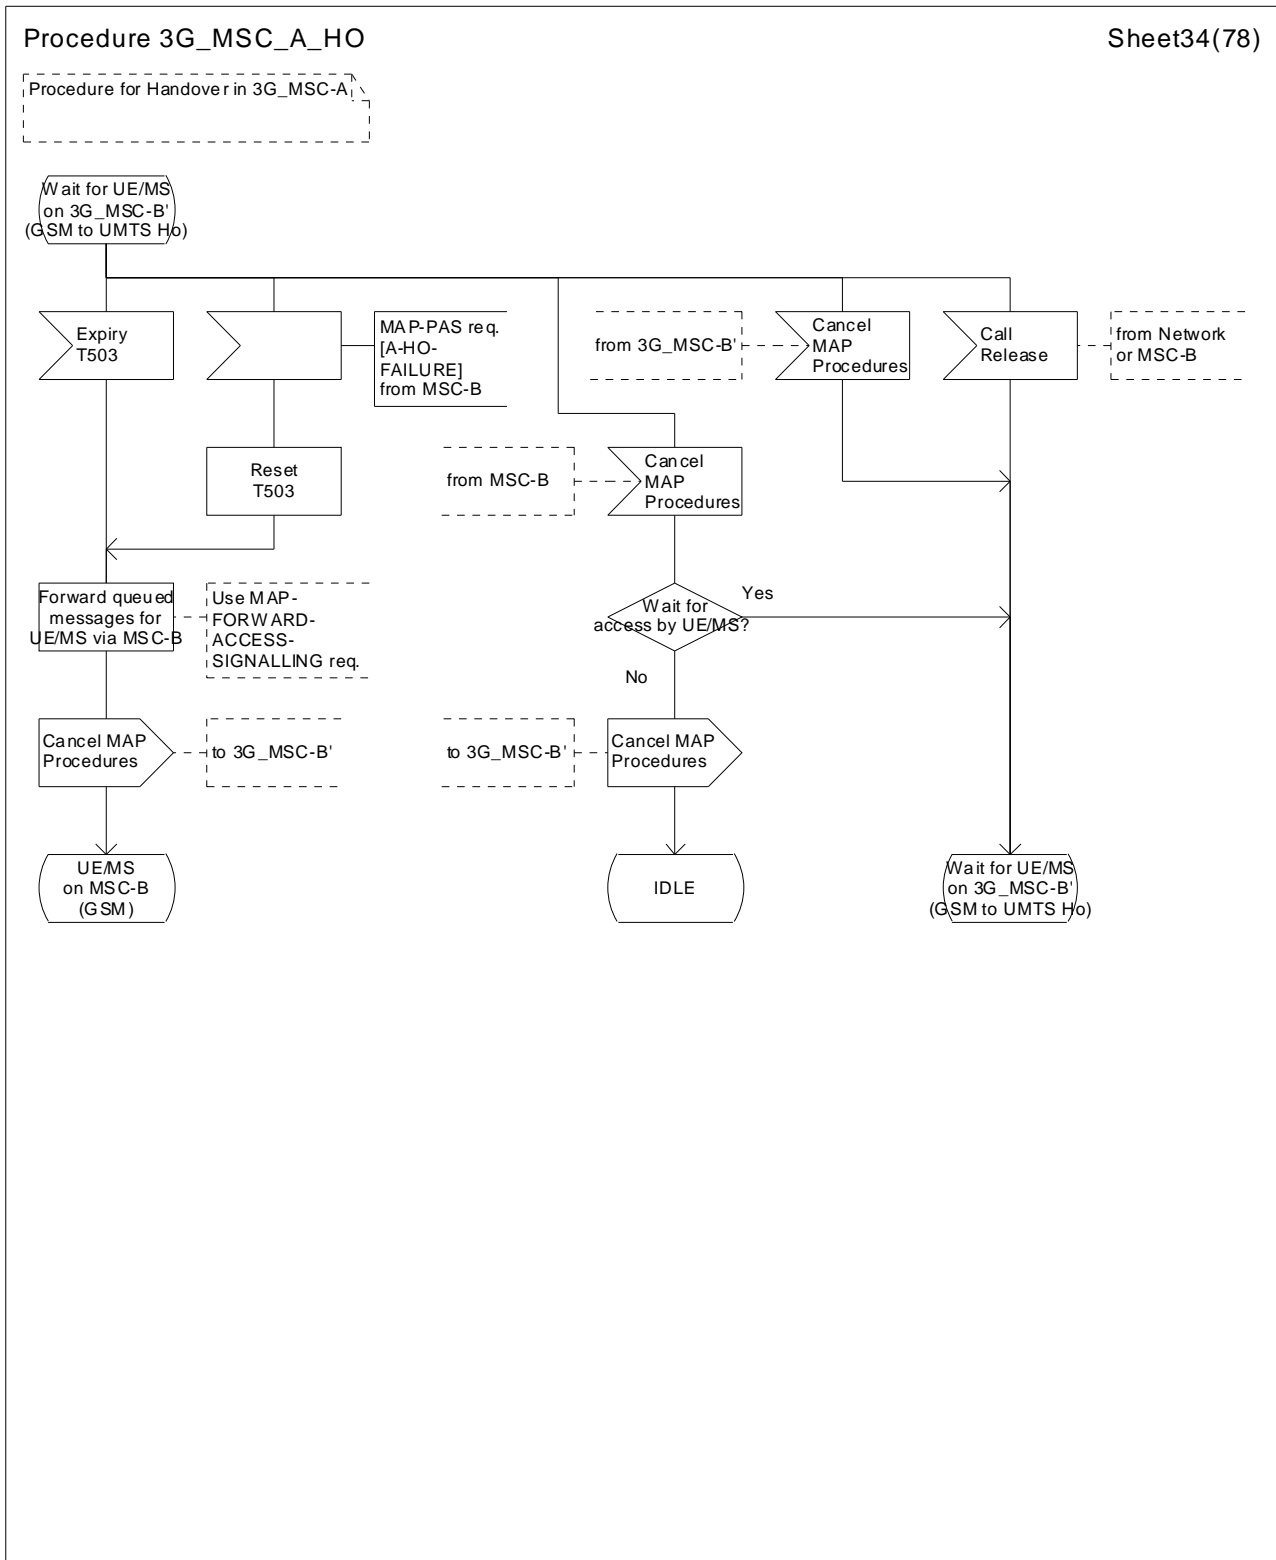 Procedure 3G_MSC_A_HO
Sheet34(78)
Procedure for Handover in 3G_MSC-A
Wait for UE/MS
on 3G_MSC-B'
(GSM to UMTS Ho)
Expiry
T503
MAP-PAS req.
[A-HO-
FAILURE]
from MSC-B
from 3G_MSC-B'
Cancel
MAP
Procedures
Call
Release
from Network
or MSC-B
Reset
T503
from MSC-B
Cancel
MAP
Procedures
Forward queued
messages for
UE/MS via MSC-B
Use MAP-
FORWARD-
ACCESS-
SIGNALLING req.
Wait for
access by UE/MS?
Yes
No
Cancel MAP
Procedures
to 3G_MSC-B'
to 3G_MSC-B'
Cancel MAP
Procedures
UE/MS
on MSC-B
(GSM)
IDLE
Wait for UE/MS
on 3G_MSC-B'
(GSM to UMTS Ho)